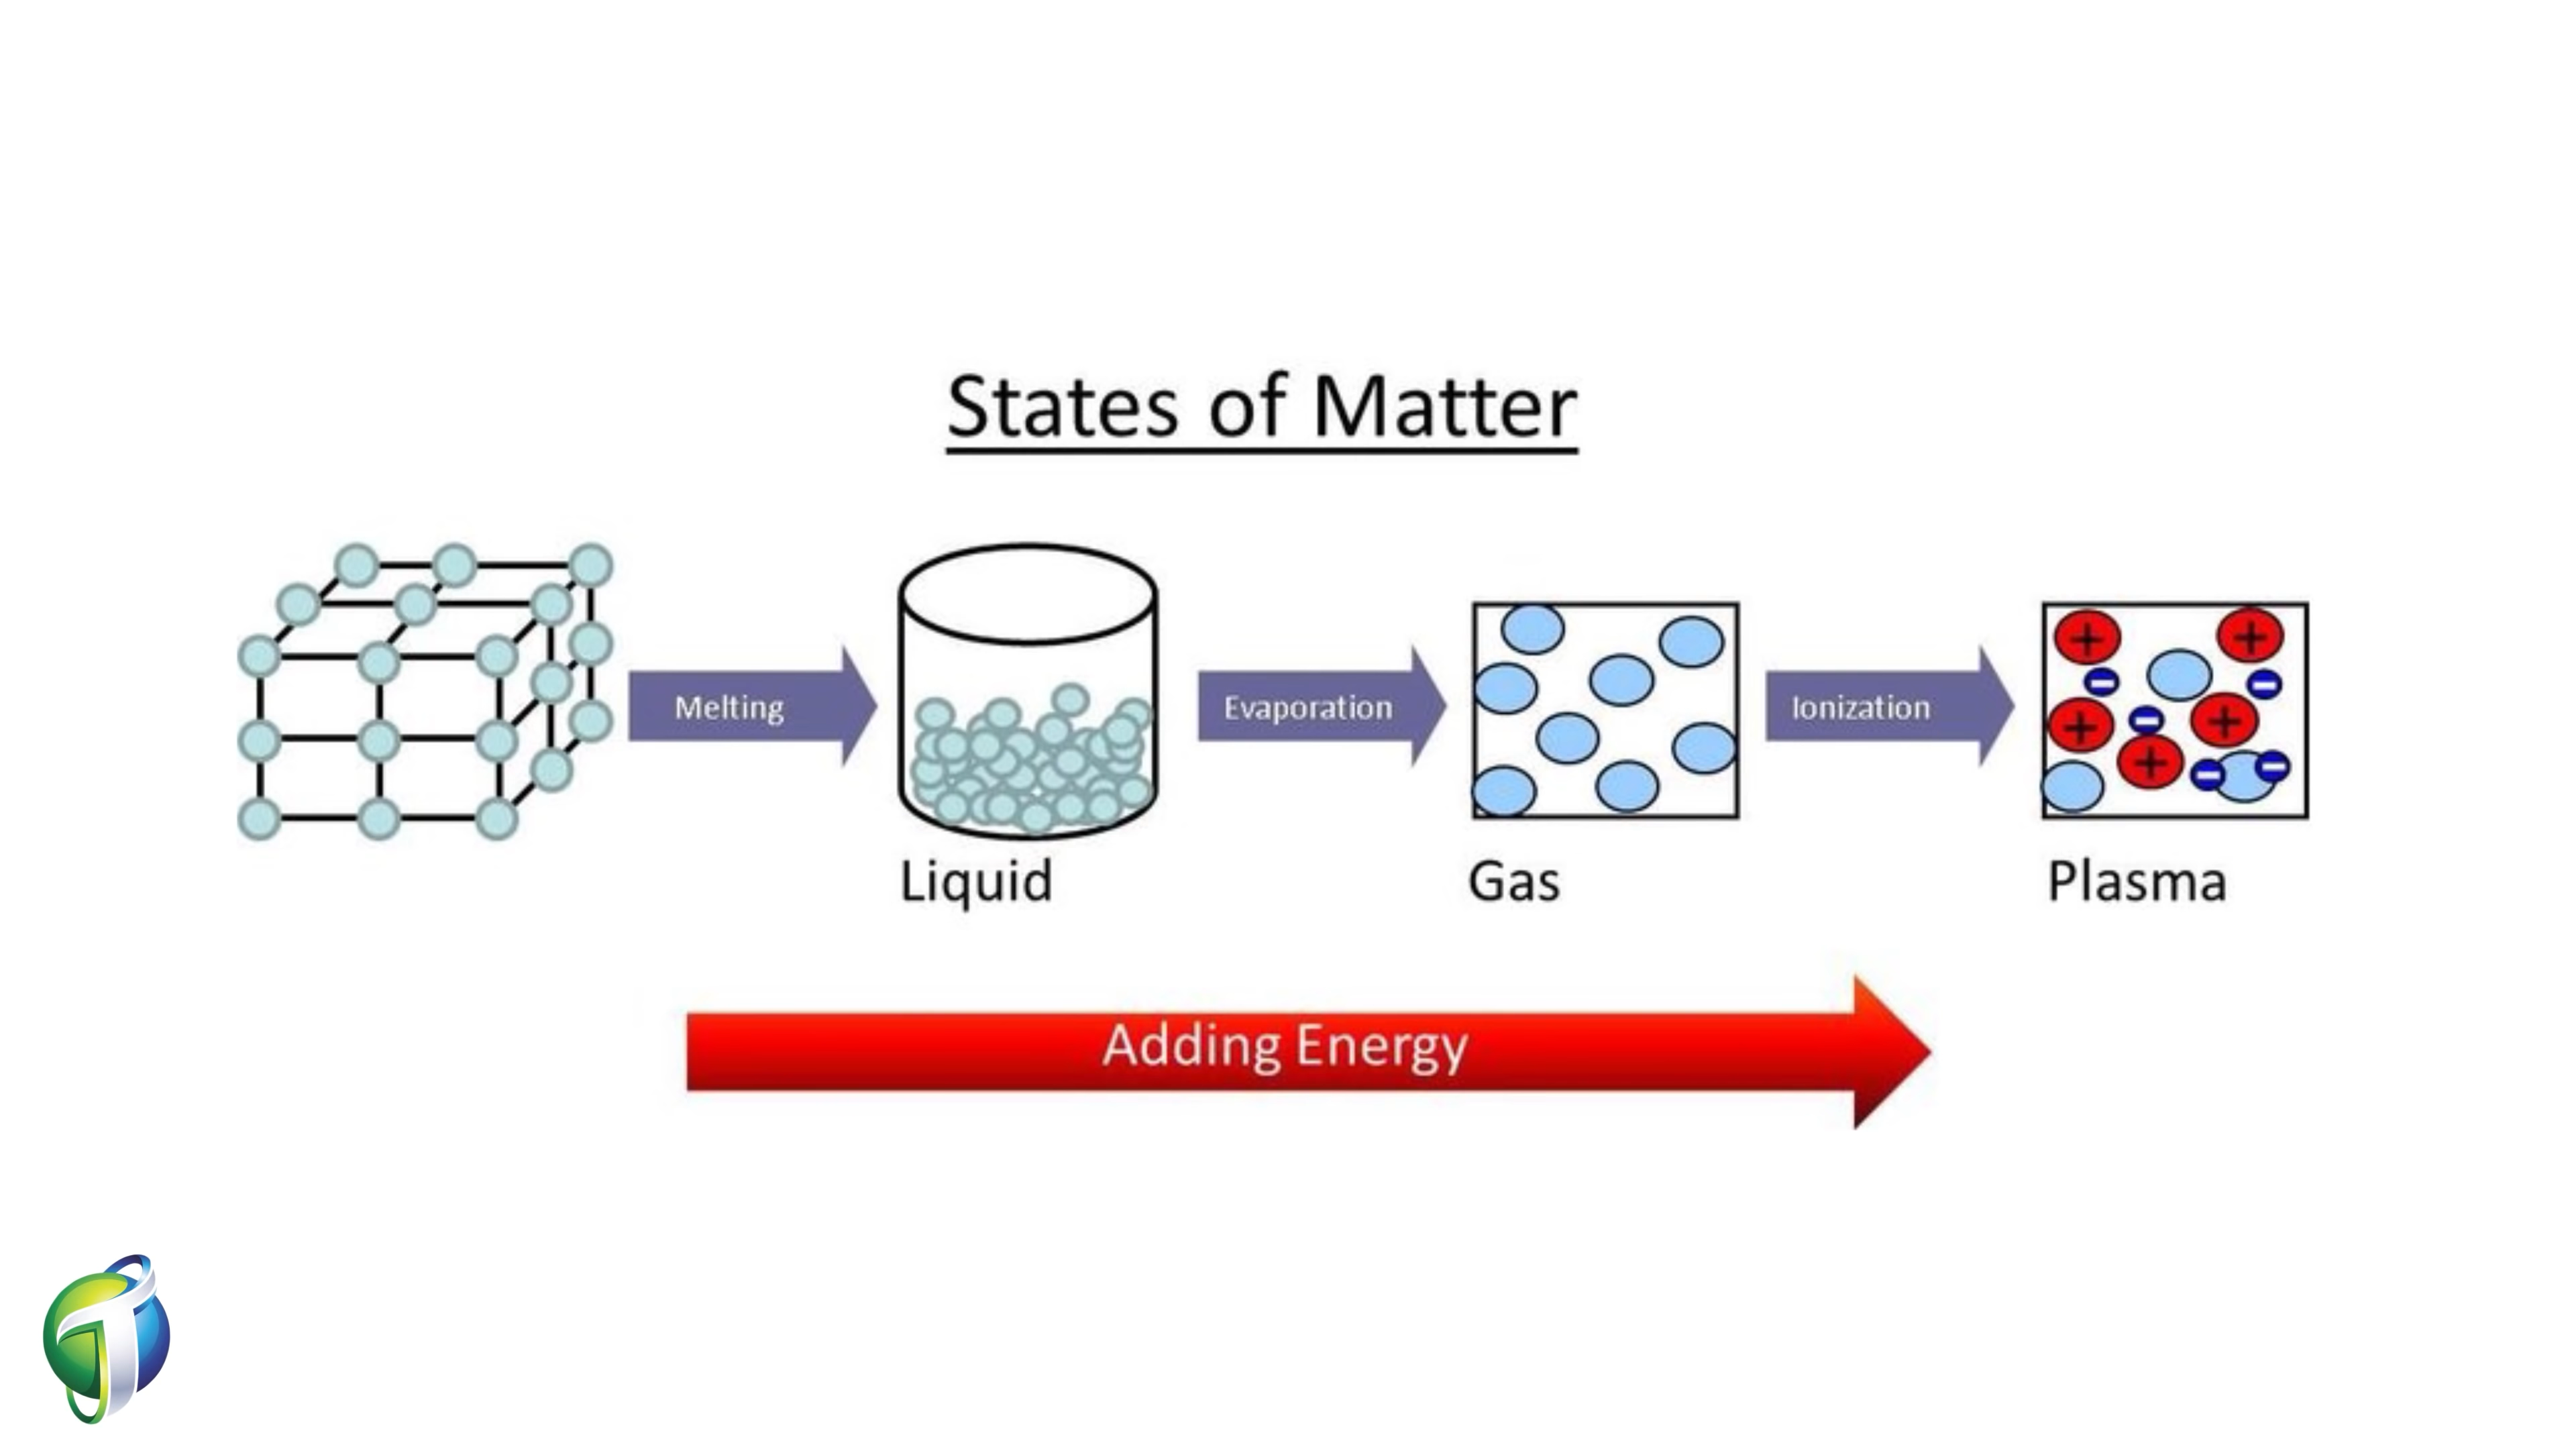 States of Matter
Melting
Evaporation
Ionization
Liquid
Gas
Plasma
Adding Energy